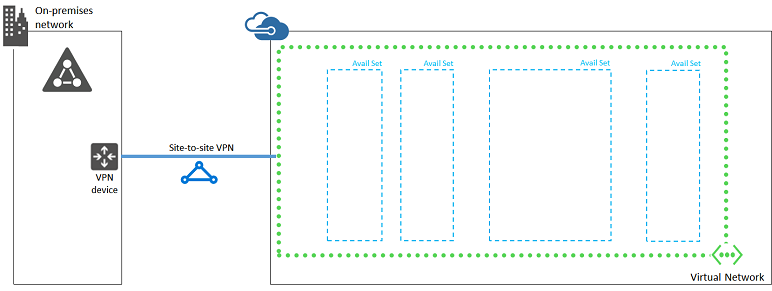 On-premises
network
Avail Set
Avail Set
Avail Set
Avail Set
Site-to-site VPN
VPN
device
Virtual Network